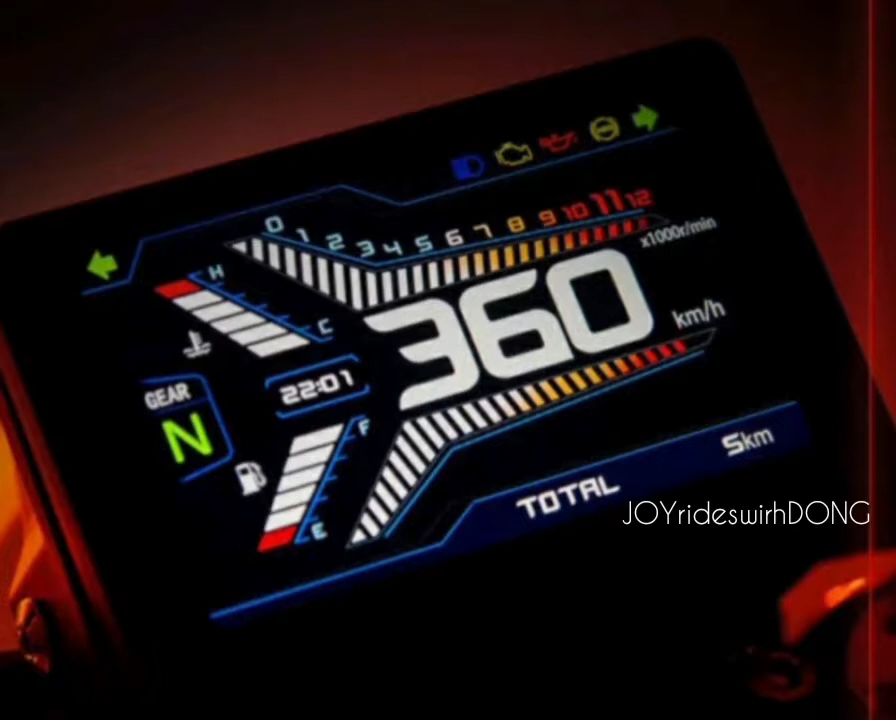 0 1 2 3 4 5 6 7 8 9 10 11 12
x1000r/min
H
C
360 km/h
GEAR
N
22:01
F
E
TOTAL 5km
JOYrideswirhDONG